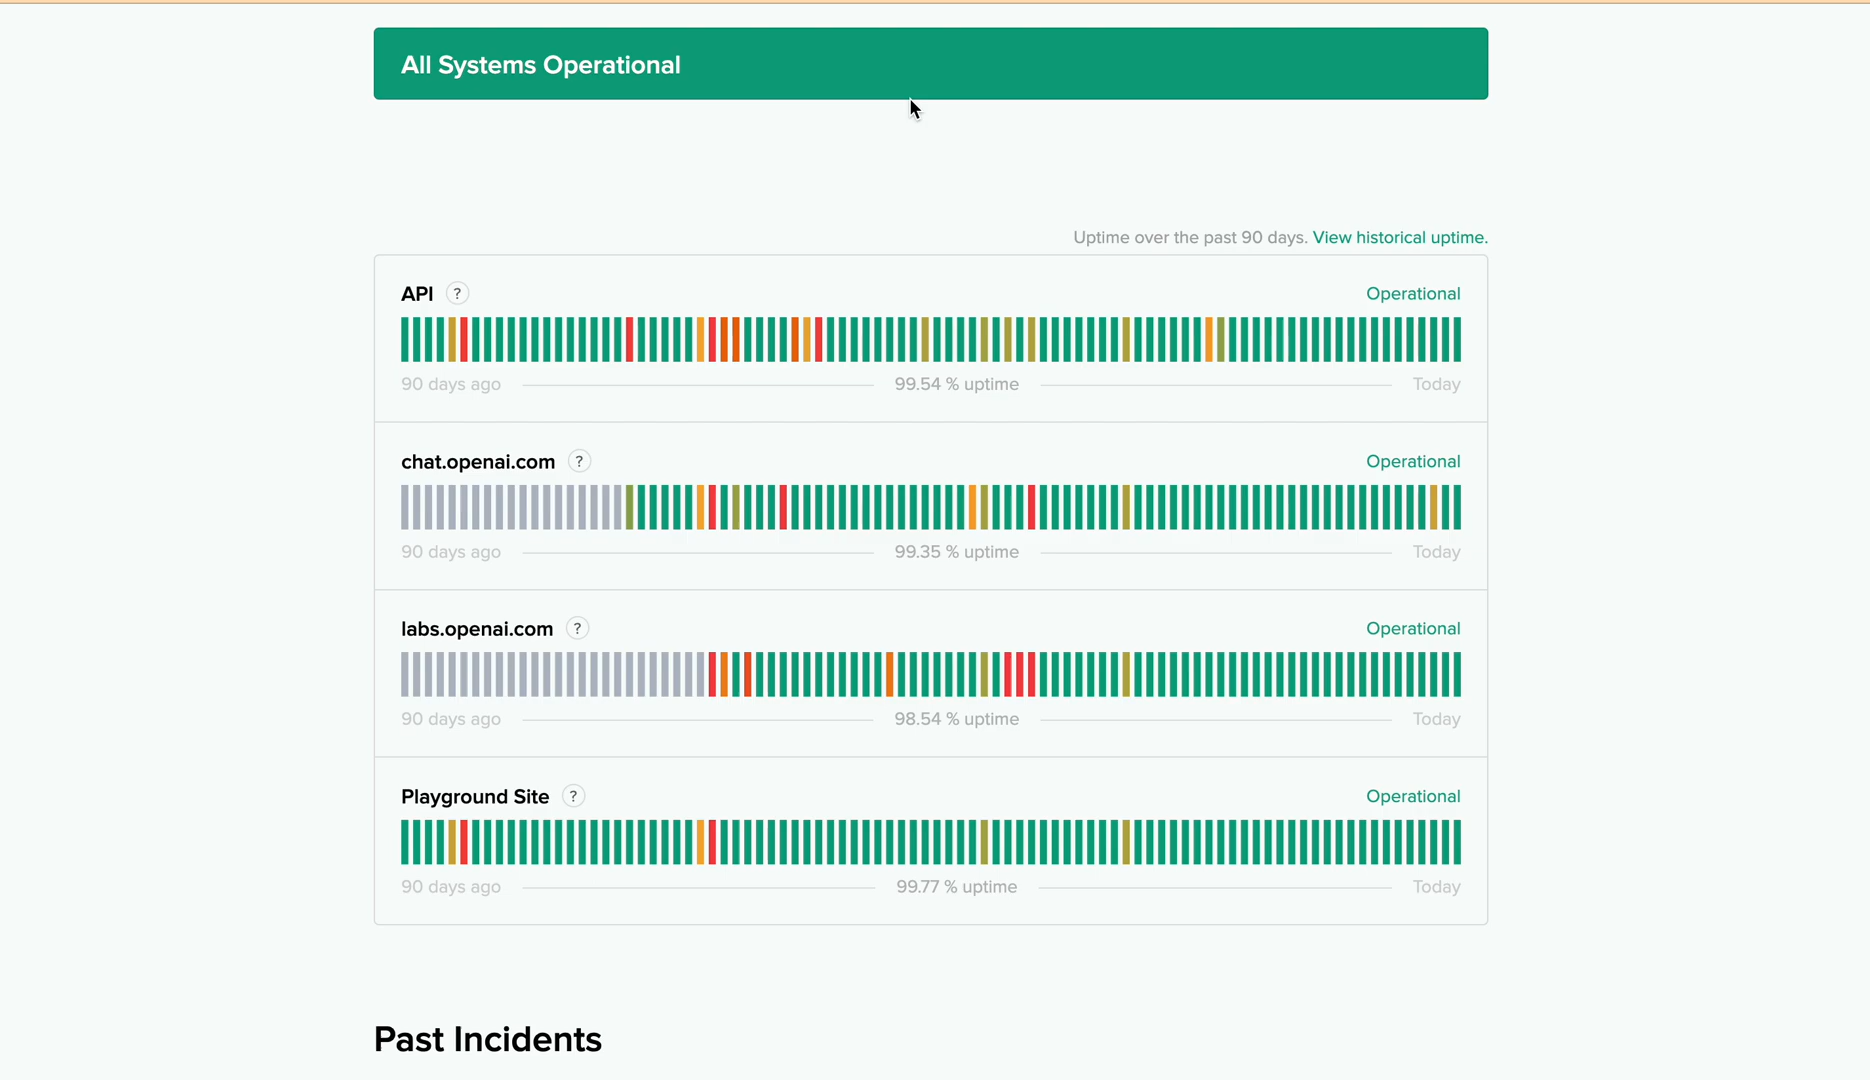 All Systems Operational
Uptime over the past 90 days. View historical uptime.
API ? Operational
90 days ago 99.54 % uptime Today
chat.openai.com ? Operational
90 days ago 99.35 % uptime Today
labs.openai.com ? Operational
90 days ago 98.54 % uptime Today
Playground Site ? Operational
90 days ago 99.77 % uptime Today
Past Incidents